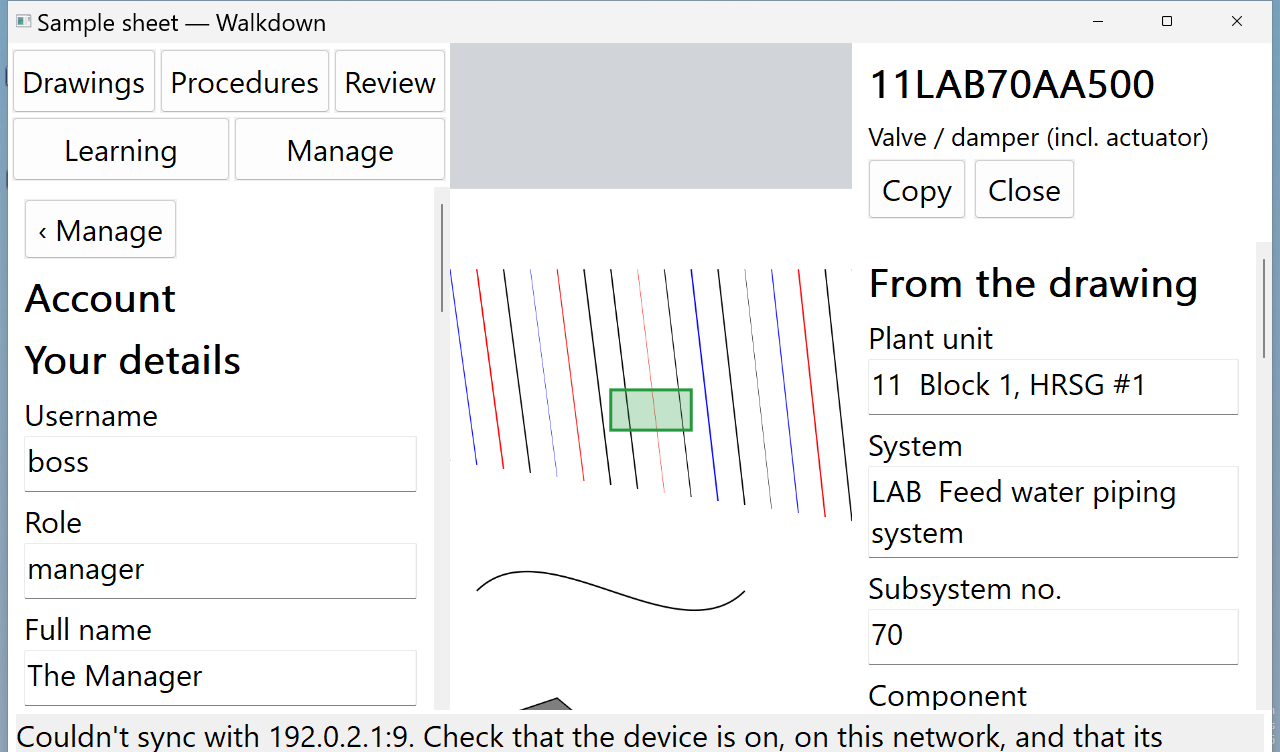 Sample sheet — Walkdown
Drawings Procedures Review
Learning Manage
‹ Manage
Account
Your details
Username
boss
Role
manager
Full name
The Manager
11LAB70AA500
Valve / damper (incl. actuator)
Copy Close
From the drawing
Plant unit
11 Block 1, HRSG #1
System
LAB Feed water piping
system
Subsystem no.
70
Component
Couldn't sync with 192.0.2.1:9. Check that the device is on, on this network, and that its